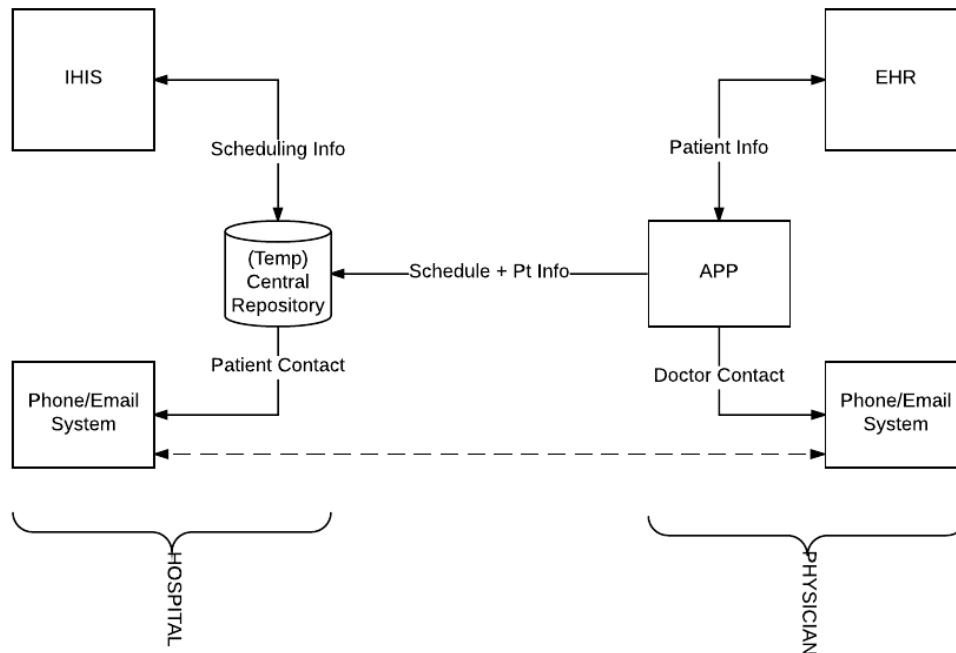 IHIS
EHR
Scheduling Info
Patient Info
(Temp)
Central
Repository
Schedule + Pt Info
APP
Patient Contact
Doctor Contact
Phone/Email
System
Phone/Email
System
HOSPITAL
PHYSICIAN